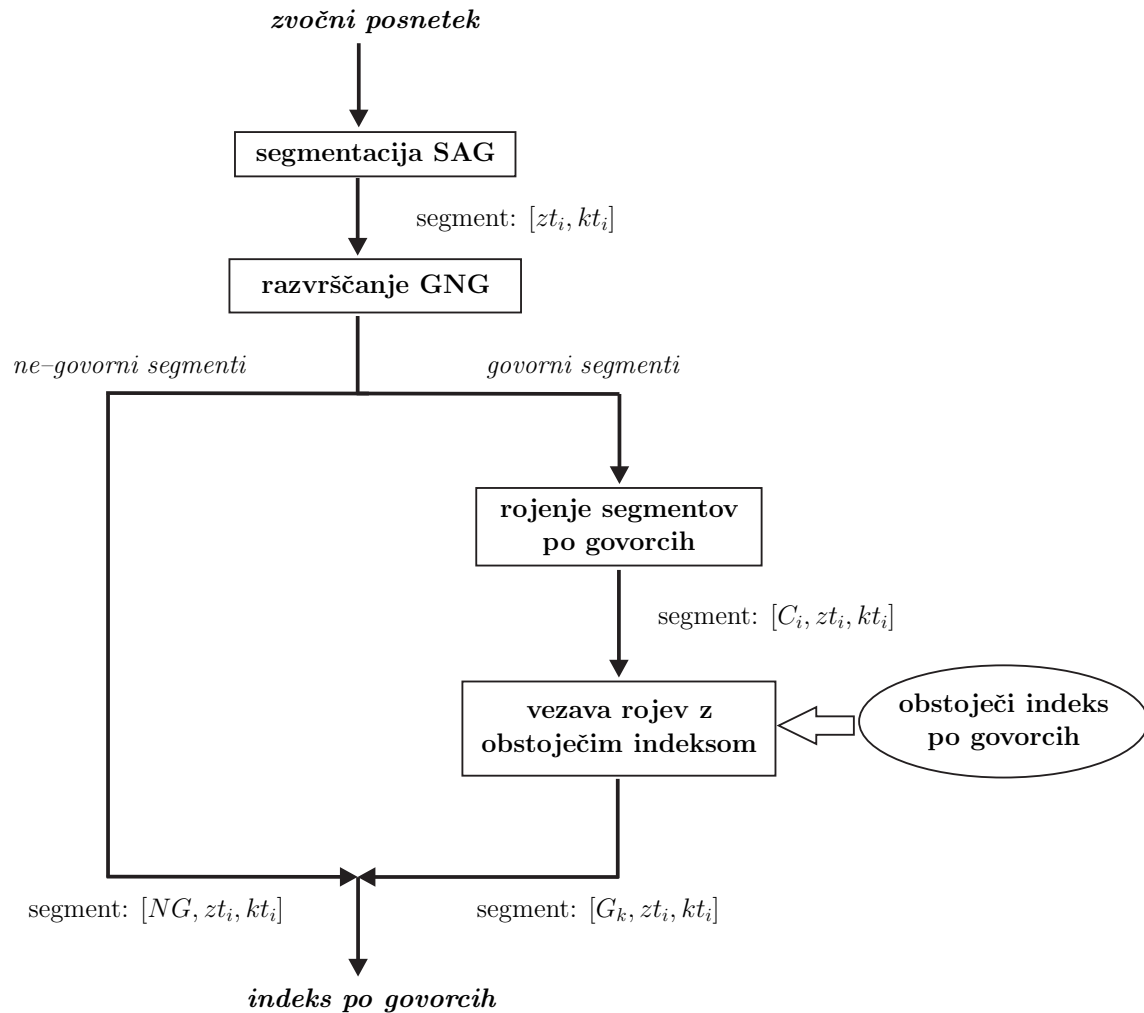 zvočni posnetek
segmentacija SAG
segment: [zt_i, kt_i]
razvrščanje GNG
ne–govorni segmenti
govorni segmenti
rojenje segmentov
po govorcih
segment: [C_i, zt_i, kt_i]
vezava rojev z
obstoječim indeksom
obstoječi indeks
po govorcih
segment: [NG, zt_i, kt_i]
segment: [G_k, zt_i, kt_i]
indeks po govorcih